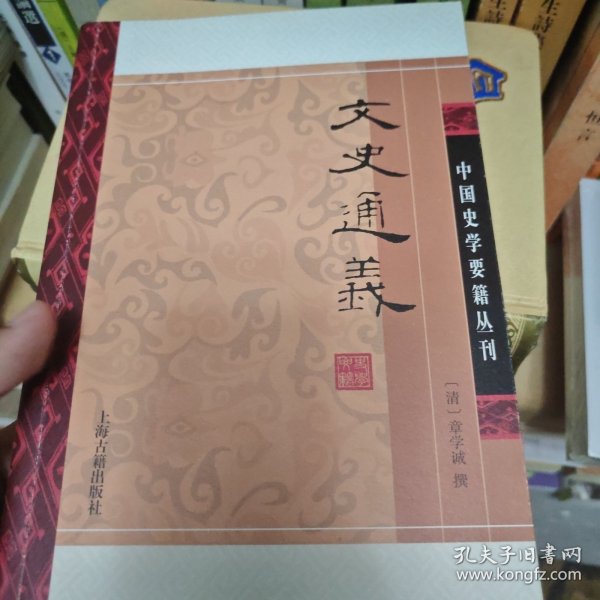 文史通義
中国史学要籍丛刊
〔清〕章学诚 撰
上海古籍出版社
孔夫子旧书网
www.kongfz.com